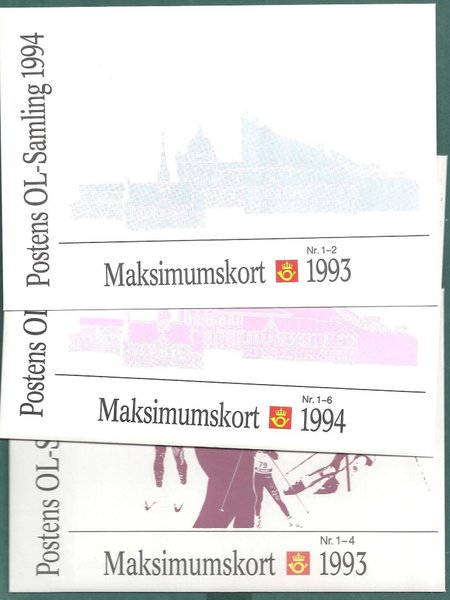 Postens OL-Samling 1994
Nr. 1-2
Maksimumskort 1993
Postens OL
Nr. 1-6
Maksimumskort 1994
Postens OL-S
79
Nr. 1-4
Maksimumskort 1993